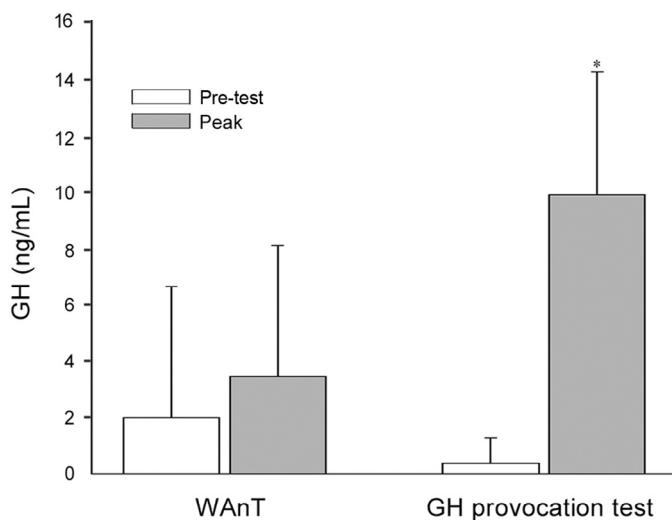 GH (ng/mL)
16
14
12
10
8
6
4
2
0
Pre-test
Peak
*
WAnT
GH provocation test